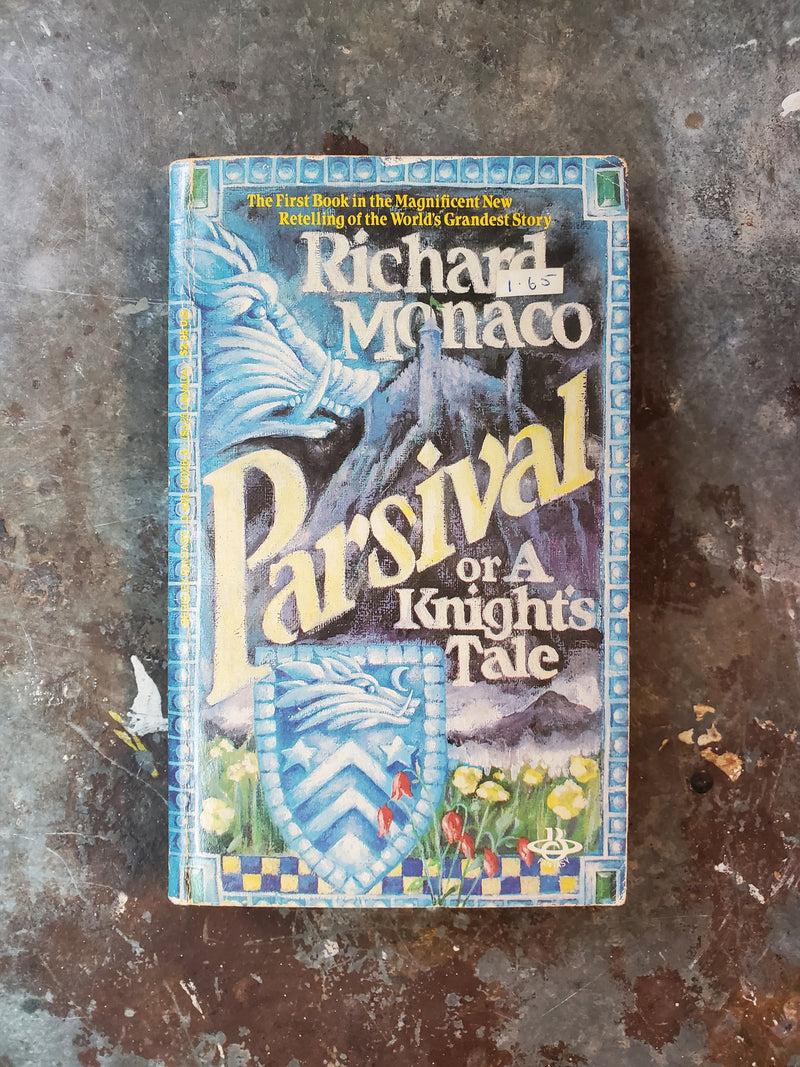 The First Book in the Magnificent New
Retelling of the World's Grandest Story
Richard
1.65
Monaco
Parsival
or A
Knight's
Tale